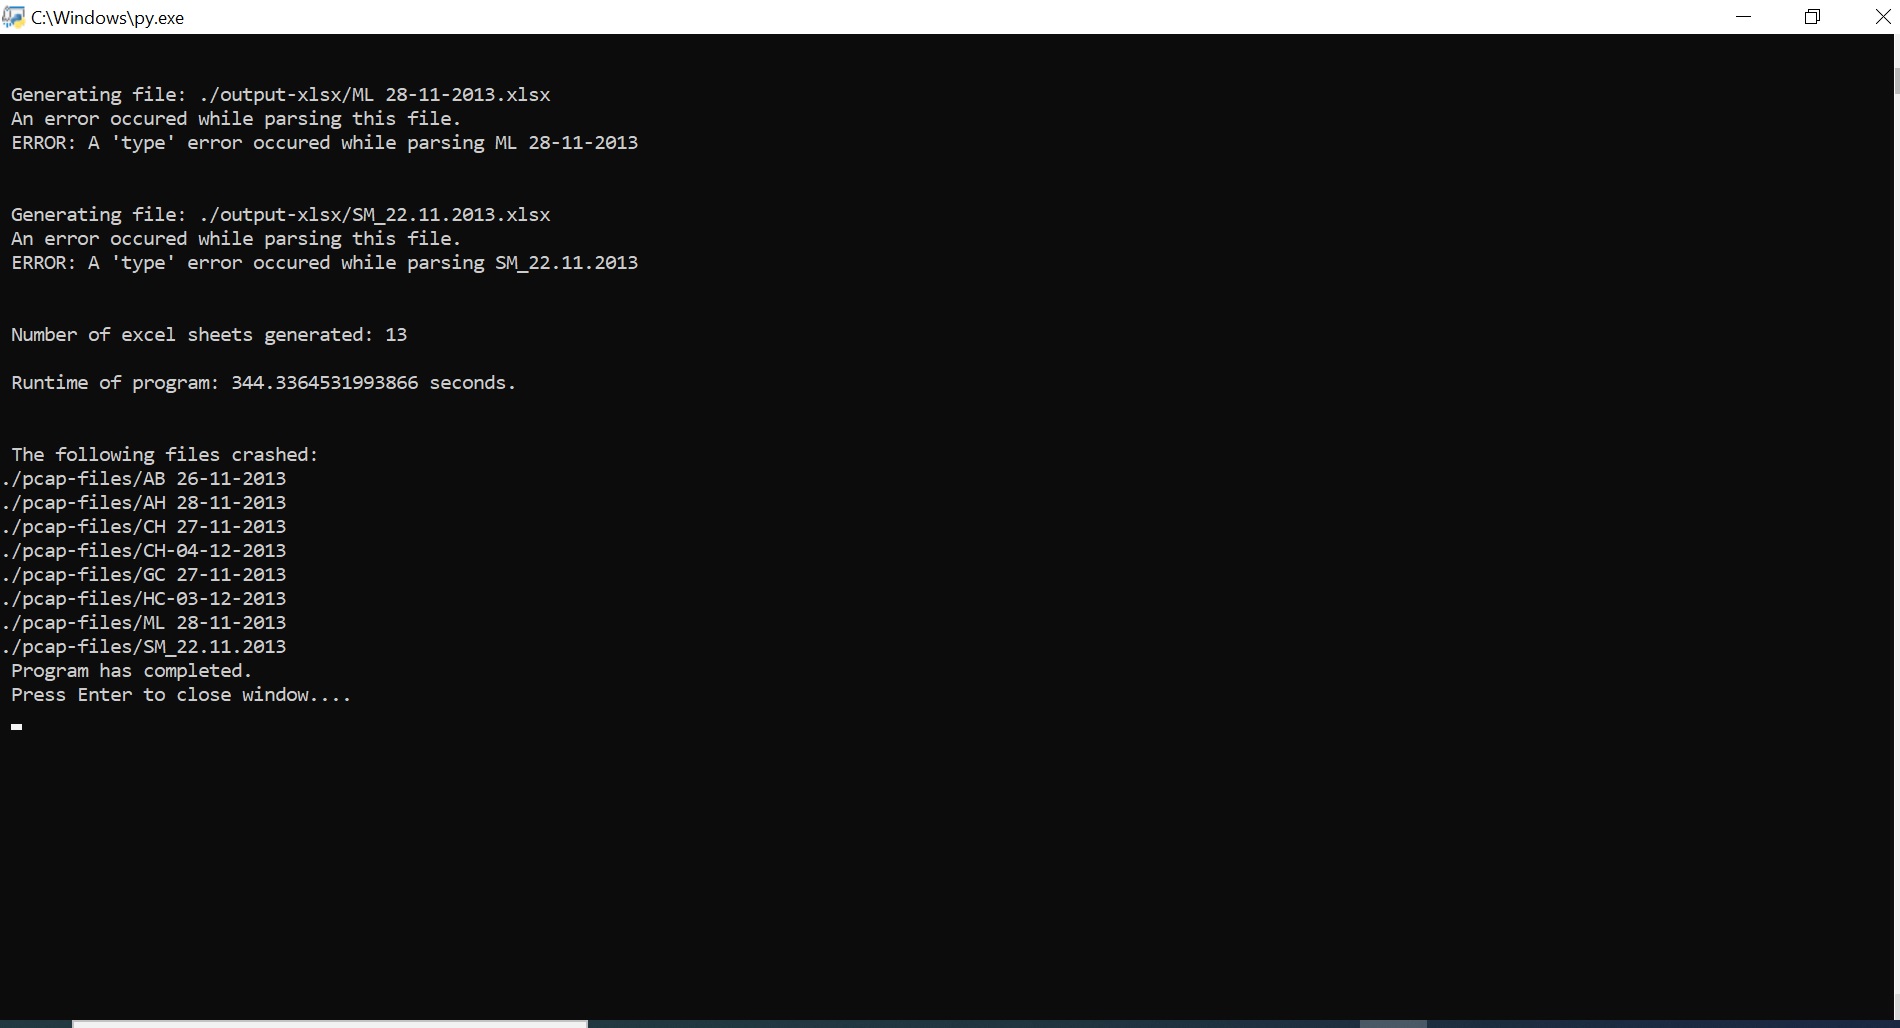 C:\Windows\py.exe
Generating file: ./output-xlsx/ML 28-11-2013.xlsx
An error occured while parsing this file.
ERROR: A 'type' error occured while parsing ML 28-11-2013
Generating file: ./output-xlsx/SM_22.11.2013.xlsx
An error occured while parsing this file.
ERROR: A 'type' error occured while parsing SM_22.11.2013
Number of excel sheets generated: 13
Runtime of program: 344.3364531993866 seconds.
The following files crashed:
./pcap-files/AB 26-11-2013
./pcap-files/AH 28-11-2013
./pcap-files/CH 27-11-2013
./pcap-files/CH-04-12-2013
./pcap-files/GC 27-11-2013
./pcap-files/HC-03-12-2013
./pcap-files/ML 28-11-2013
./pcap-files/SM_22.11.2013
Program has completed.
Press Enter to close window....